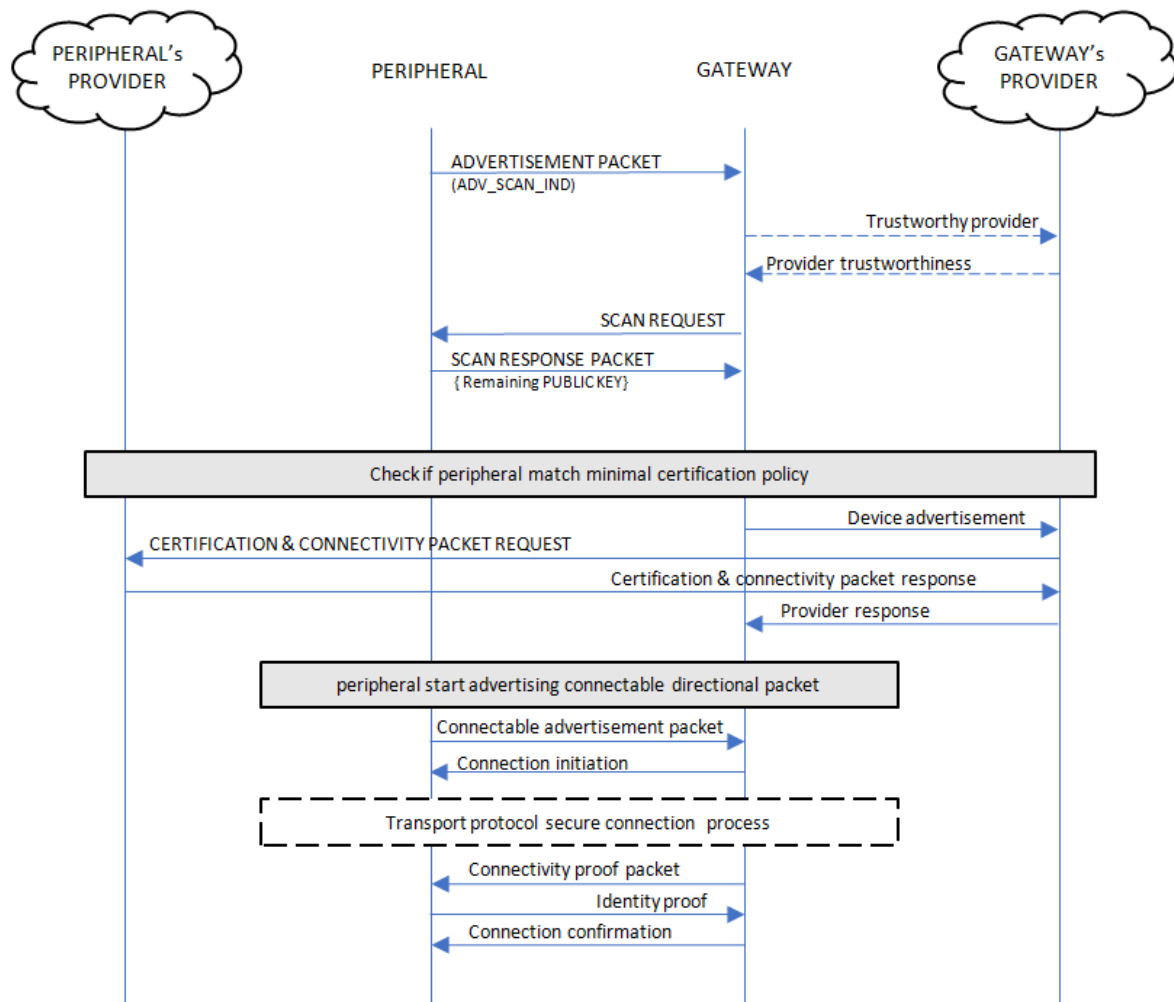 PERIPHERAL's
PROVIDER
PERIPHERAL
GATEWAY
GATEWAY's
PROVIDER
ADVERTISEMENT PACKET
(ADV_SCAN_IND)
Trustworthy provider
Provider trustworthiness
SCAN REQUEST
SCAN RESPONSE PACKET
{ Remaining PUBLIC KEY}
Check if peripheral match minimal certification policy
Device advertisement
CERTIFICATION & CONNECTIVITY PACKET REQUEST
Certification & connectivity packet response
Provider response
peripheral start advertising connectable directional packet
Connectable advertisement packet
Connection initiation
Transport protocol secure connection process
Connectivity proof packet
Identity proof
Connection confirmation